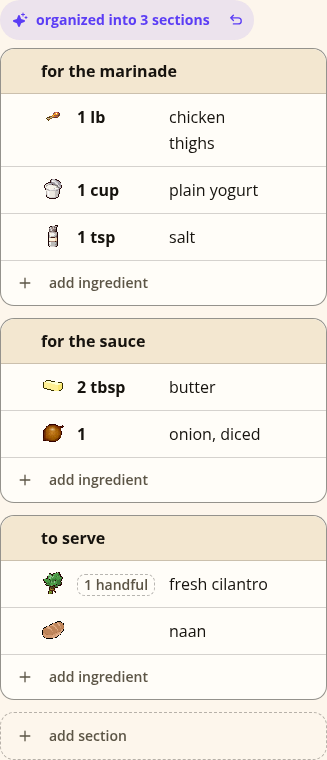 organized into 3 sections
for the marinade
1 lb chicken
thighs
1 cup plain yogurt
1 tsp salt
+ add ingredient
for the sauce
2 tbsp butter
1 onion, diced
+ add ingredient
to serve
1 handful fresh cilantro
naan
+ add ingredient
+ add section